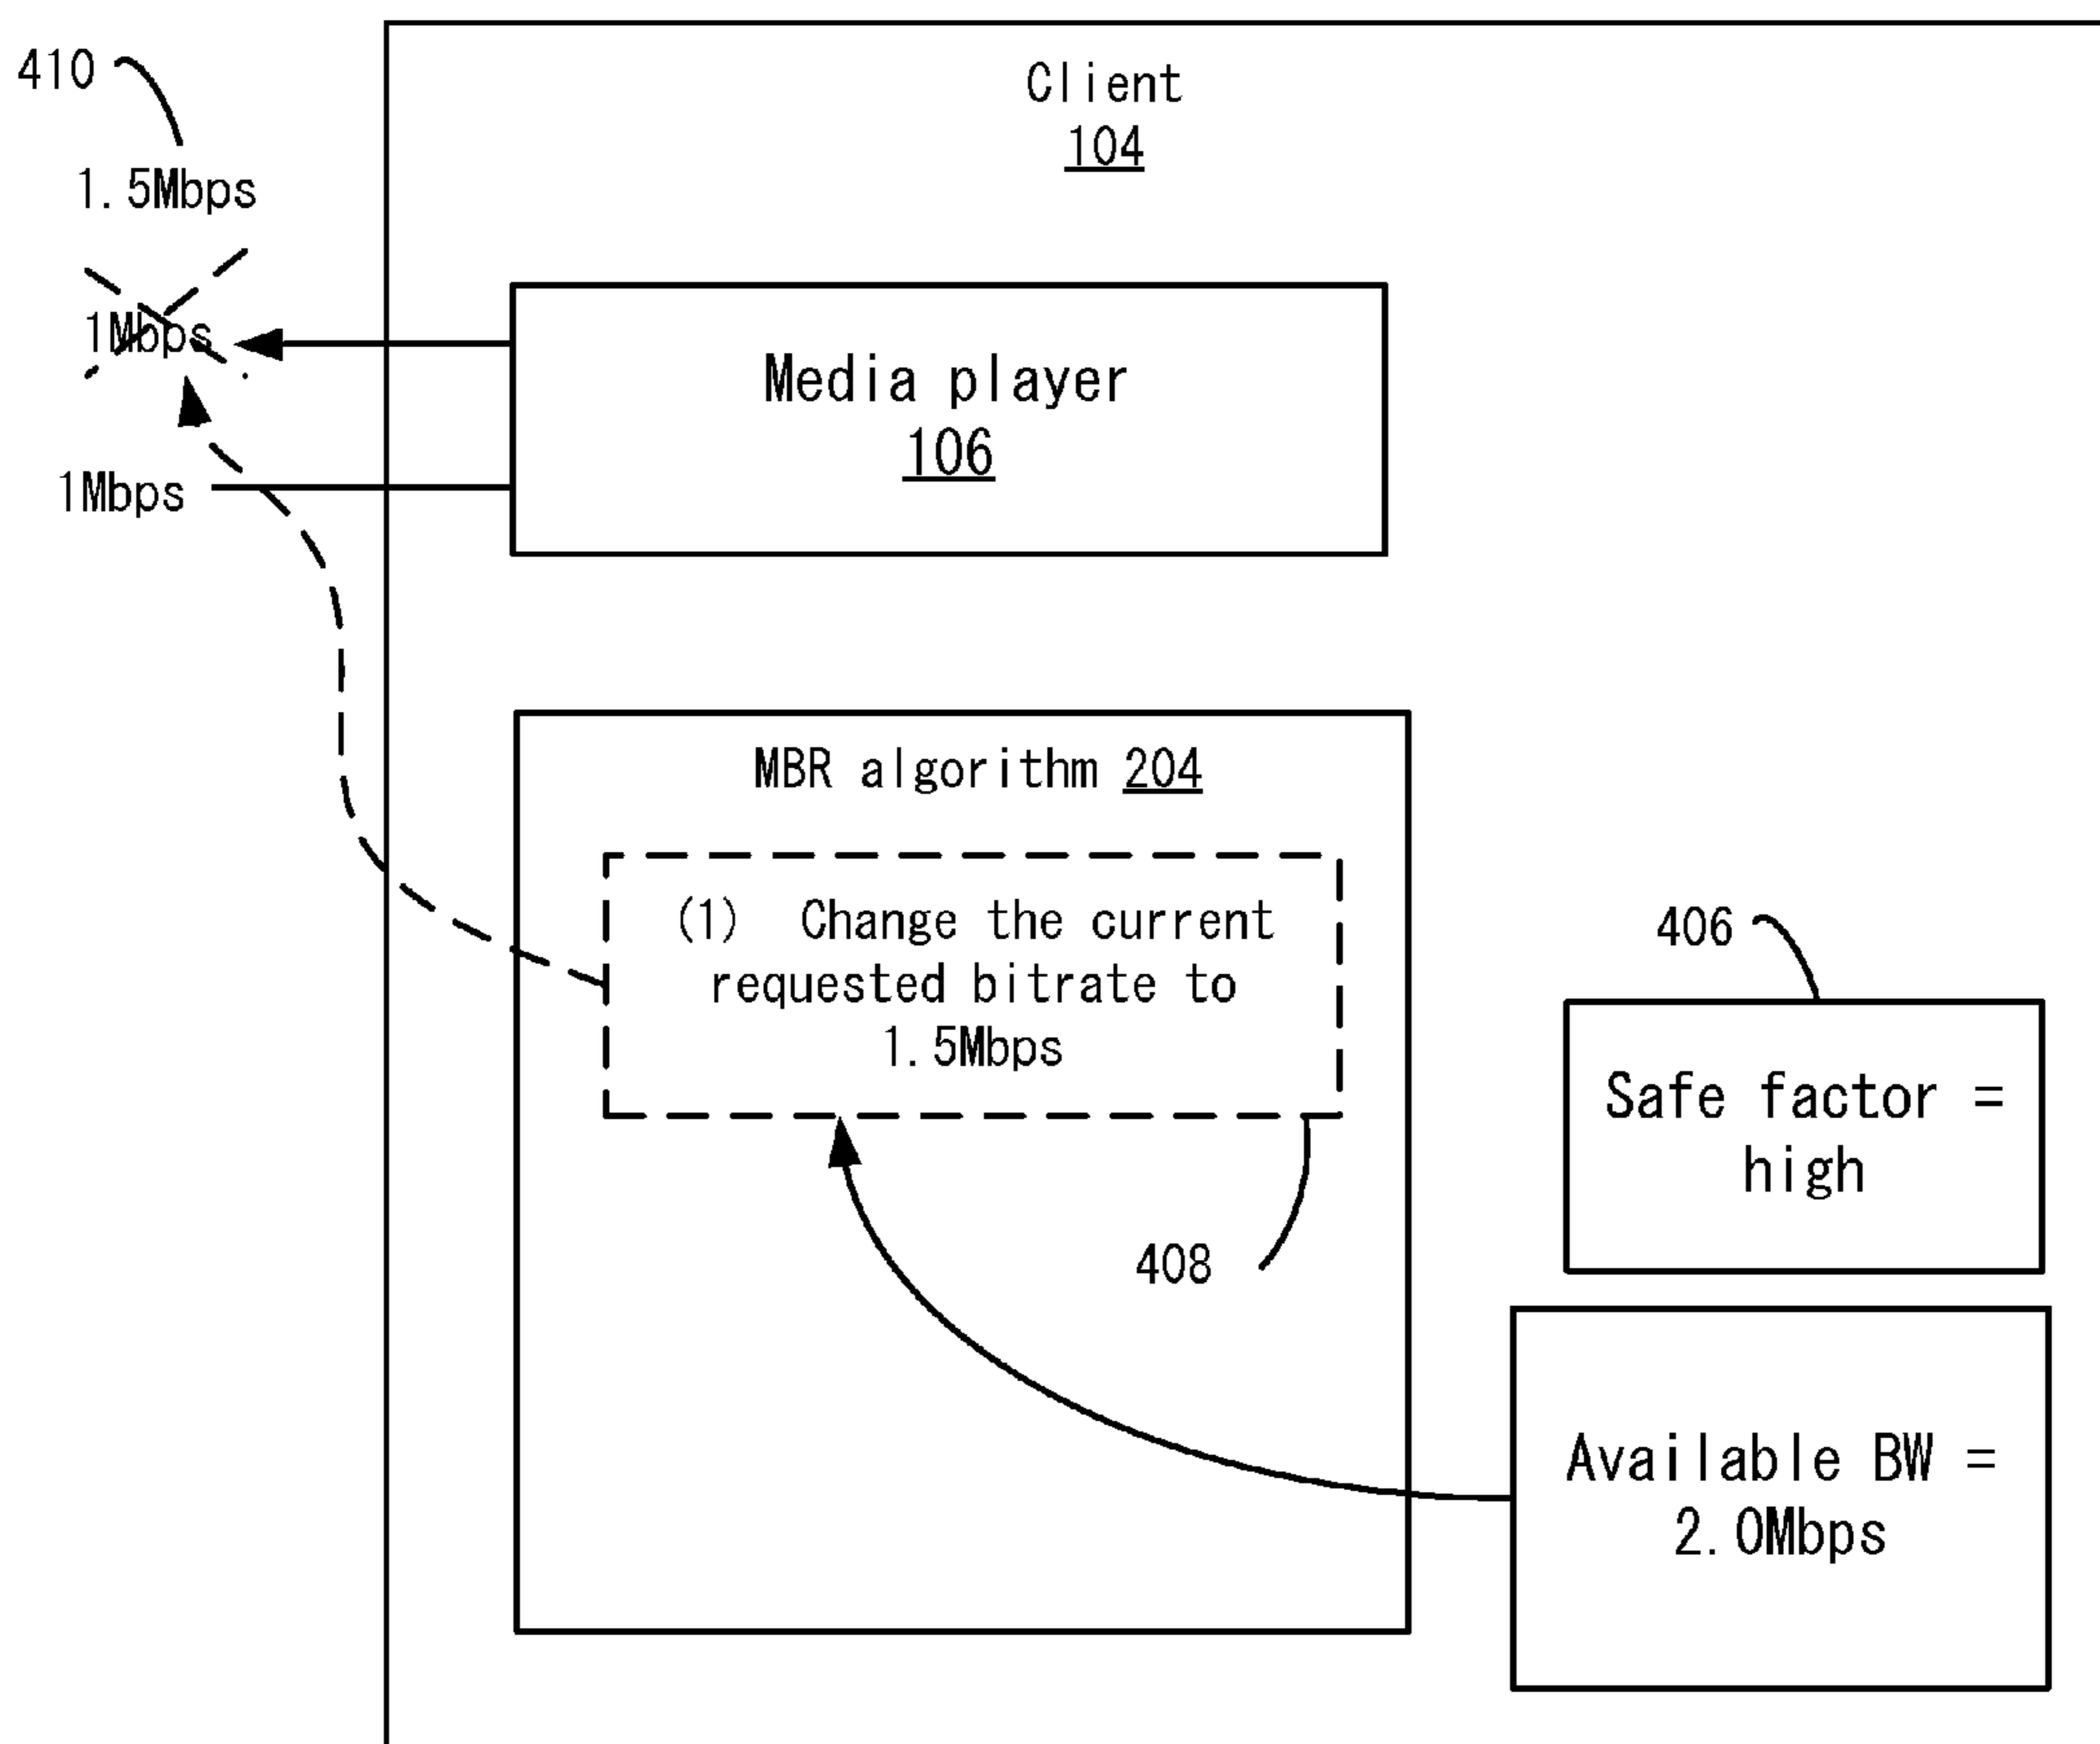 410
Client
104
1.5Mbps
1Mbps
Media player
106
1Mbps
MBR algorithm 204
(1) Change the current
requested bitrate to
1.5Mbps
406
Safe factor =
high
408
Available BW =
2.0Mbps